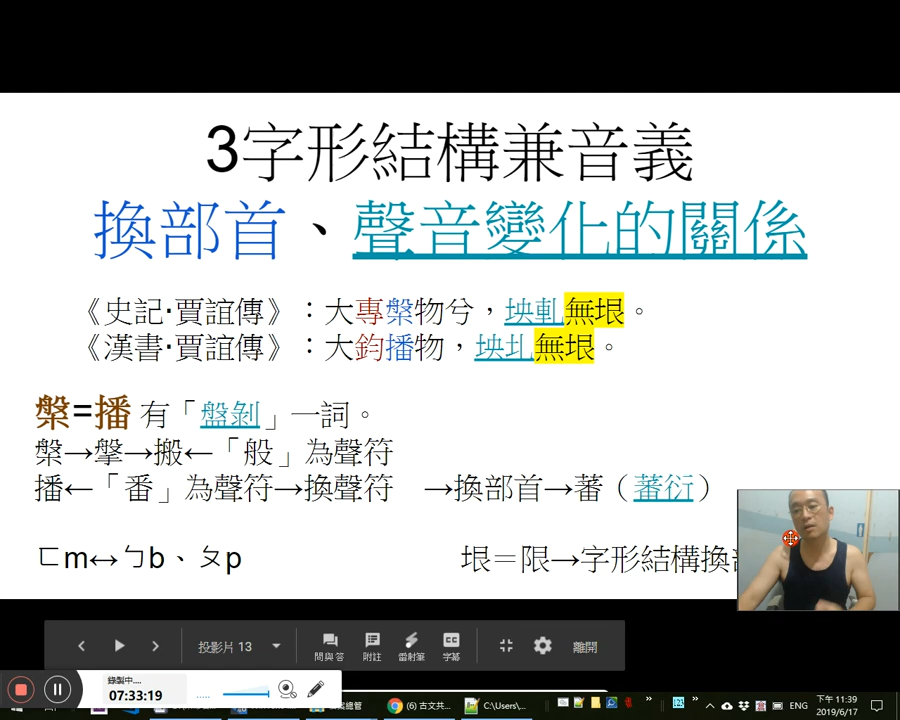 3字形結構兼音義
換部首、聲音變化的關係
《史記·賈誼傳》：大專槃物兮，坱軋無垠。
《漢書·賈誼傳》：大鈞播物，坱圠無垠。
槃=播 有「盤剝」一詞。
槃→搫→搬←「般」為聲符
播←「番」為聲符→換聲符 →換部首→蕃（蕃衍）
ㄈm↔ㄅb、ㄆp 垠＝限→字形結構換
投影片 13
問與答 附註 雷射筆 字幕 離開
錄製中....
07:33:19
(6) 古文共... C:\Users\...
ENG
下午 11:39
2019/6/17